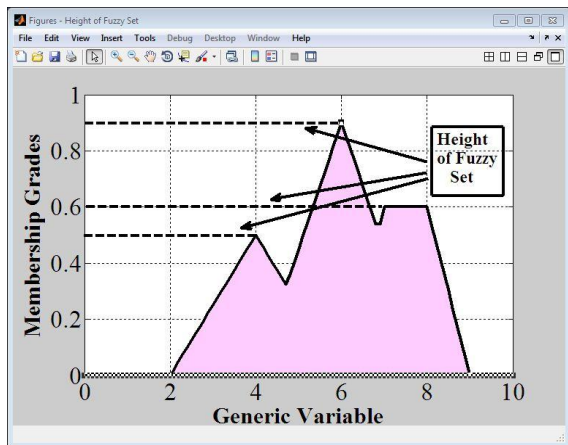 Figures - Height of Fuzzy Set
File Edit View Insert Tools Debug Desktop Window Help
1
0.8
0.6
0.4
0.2
0
0 2 4 6 8 10
Membership Grades
Generic Variable
Height
of Fuzzy
Set